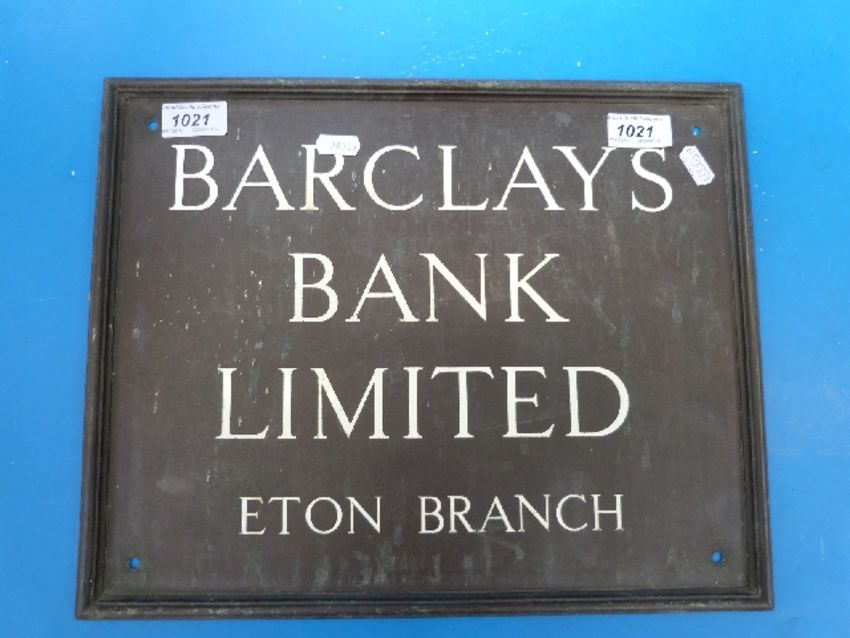 1021
1021
BARCLAYS
BANK
LIMITED
ETON BRANCH